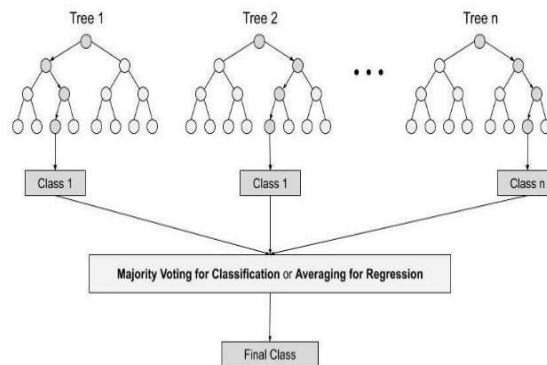 Tree 1
Tree 2
Tree n
Class 1
Class 1
Class n
Majority Voting for Classification or Averaging for Regression
Final Class